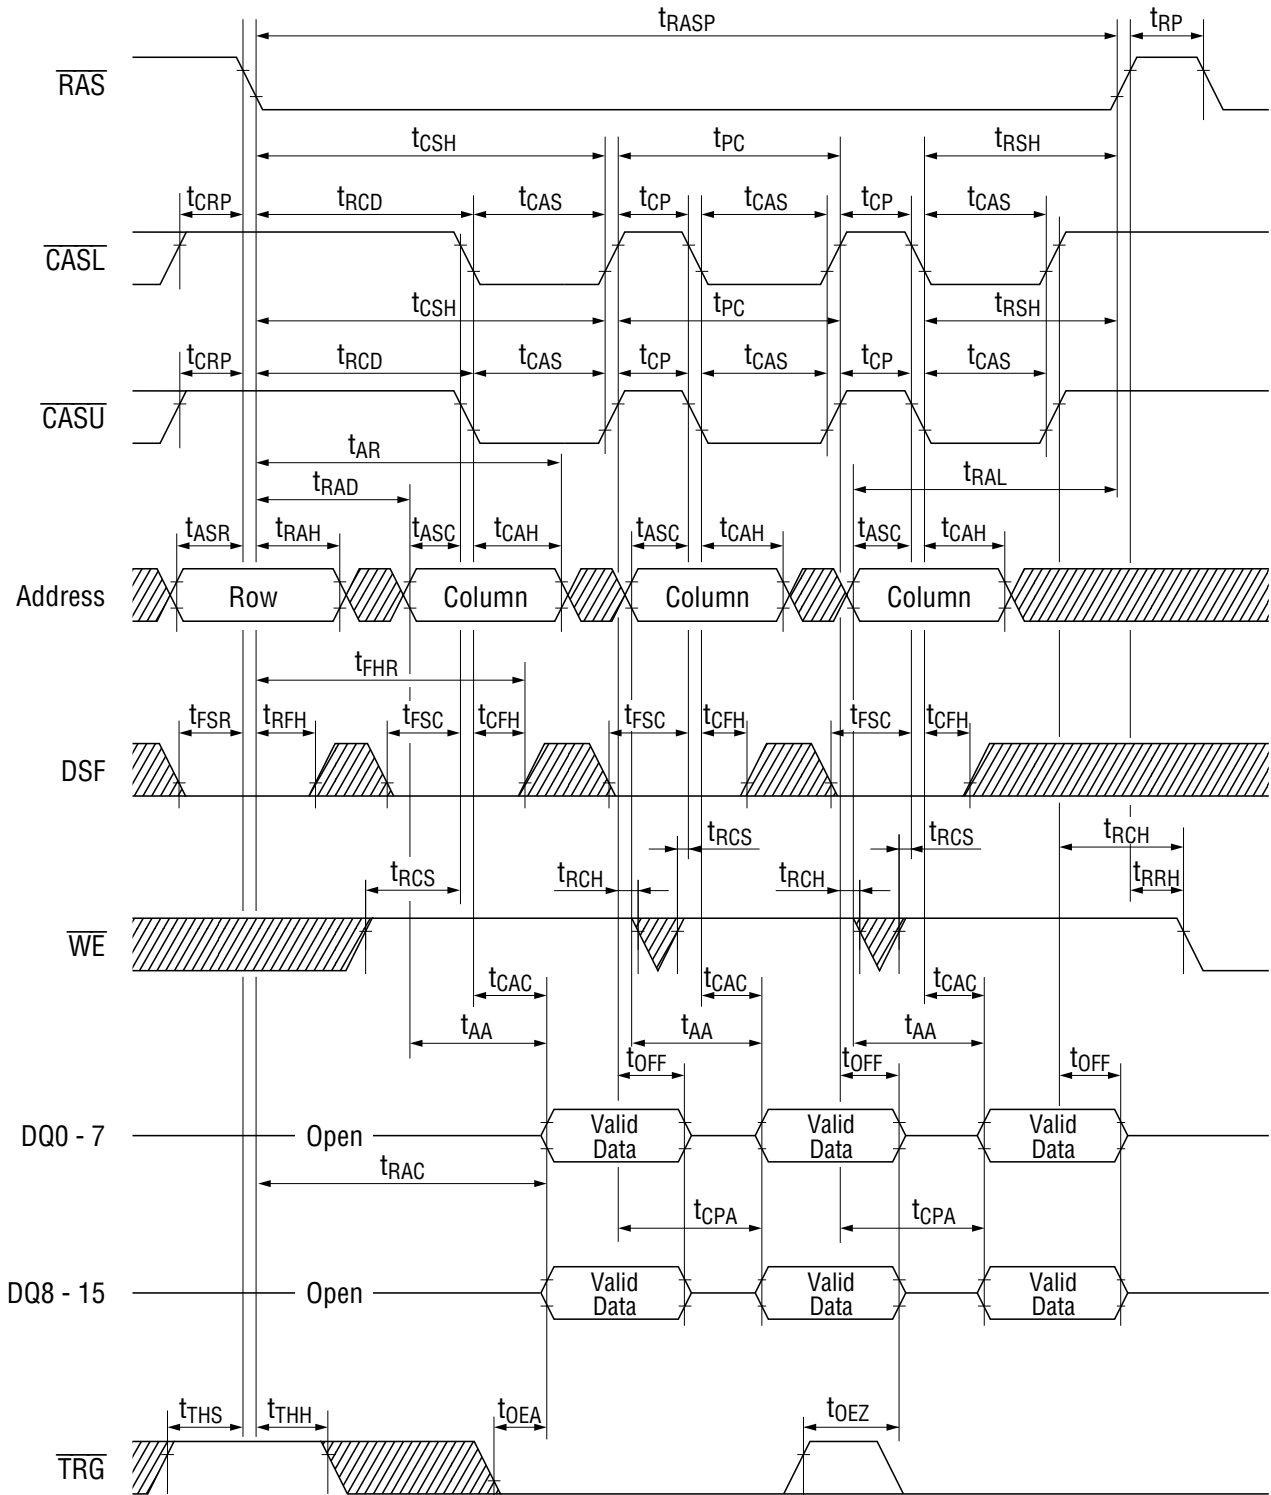 tRASP tRP
RAS
tCSH tPC tRSH
tCRP tRCD tCAS tCP tCAS tCP tCAS
CASL
tCSH tPC tRSH
tCRP tRCD tCAS tCP tCAS tCP tCAS
CASU
tAR
tRAD tRAL
tASR tRAH tASC tCAH tASC tCAH tASC tCAH
Address Row Column Column Column
tFHR
tFSR tRFH tFSC tCFH tFSC tCFH tFSC tCFH
DSF
tRCS tRCS tRCH
tRCS tRCH tRCH tRRH
WE
tCAC tCAC tCAC
tAA tAA tAA
tOFF tOFF tOFF
DQ0 - 7 Open Valid Data Valid Data Valid Data
tRAC
tCPA tCPA
DQ8 - 15 Open Valid Data Valid Data Valid Data
tTHS tTHH tOEA tOEZ
TRG